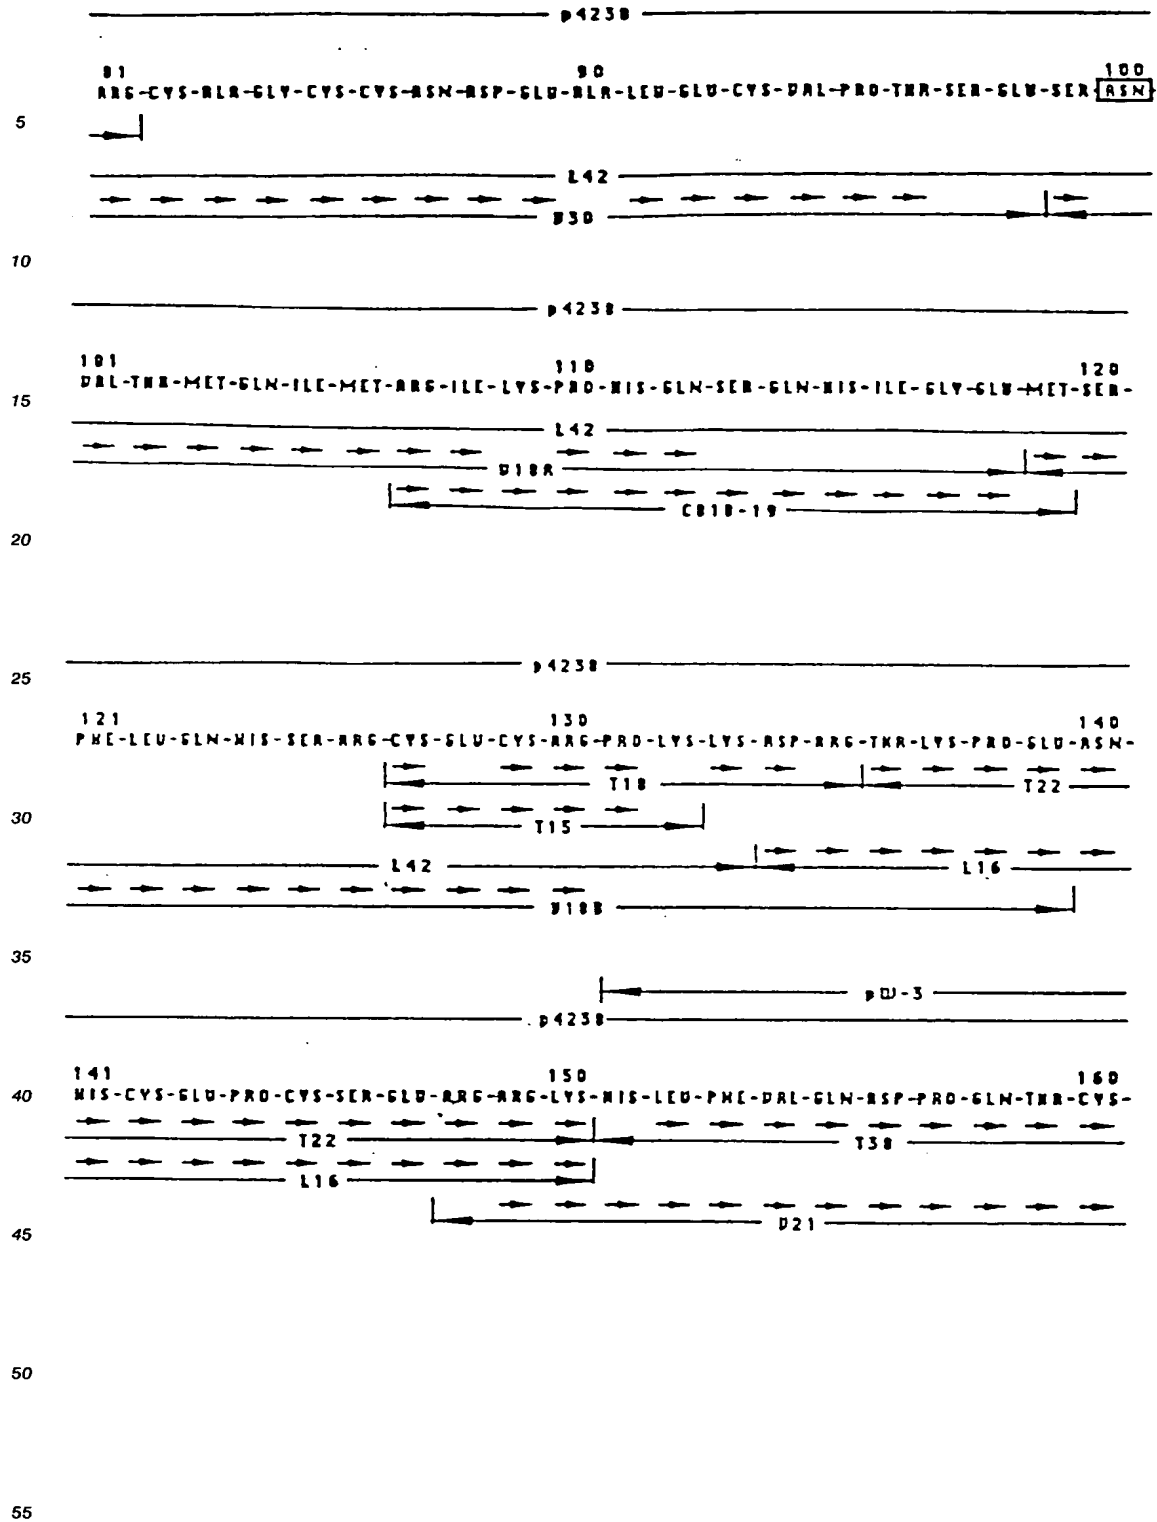 p4238
81 90 100
ARG-CYS-ALA-GLY-CYS-CYS-ASN-ASP-GLU-ALA-LEU-GLU-CYS-VAL-PRO-THR-SER-GLU-SER-ASN-
5
L42
V30
10
p4238
101 110 120
VAL-THR-MET-GLN-ILE-MET-ARG-ILE-LYS-PRO-HIS-GLN-SER-GLN-HIS-ILE-GLY-GLU-MET-SER-
15
L42
V18A
CB18-19
20
p4238
25
121 130 140
PHE-LEU-GLN-HIS-SER-ARG-CYS-GLU-CYS-ARG-PRO-LYS-LYS-ASP-ARG-THR-LYS-PRO-GLU-ASN-
T18 T22
30
T15
L42 L16
V18B
35
p4238
141 150 160
40
HIS-CYS-GLU-PRO-CYS-SER-GLU-ARG-ARG-LYS-HIS-LEU-PHE-VAL-GLN-ASP-PRO-GLN-THR-CYS-
T22 T38
L16
V21
45
50
55